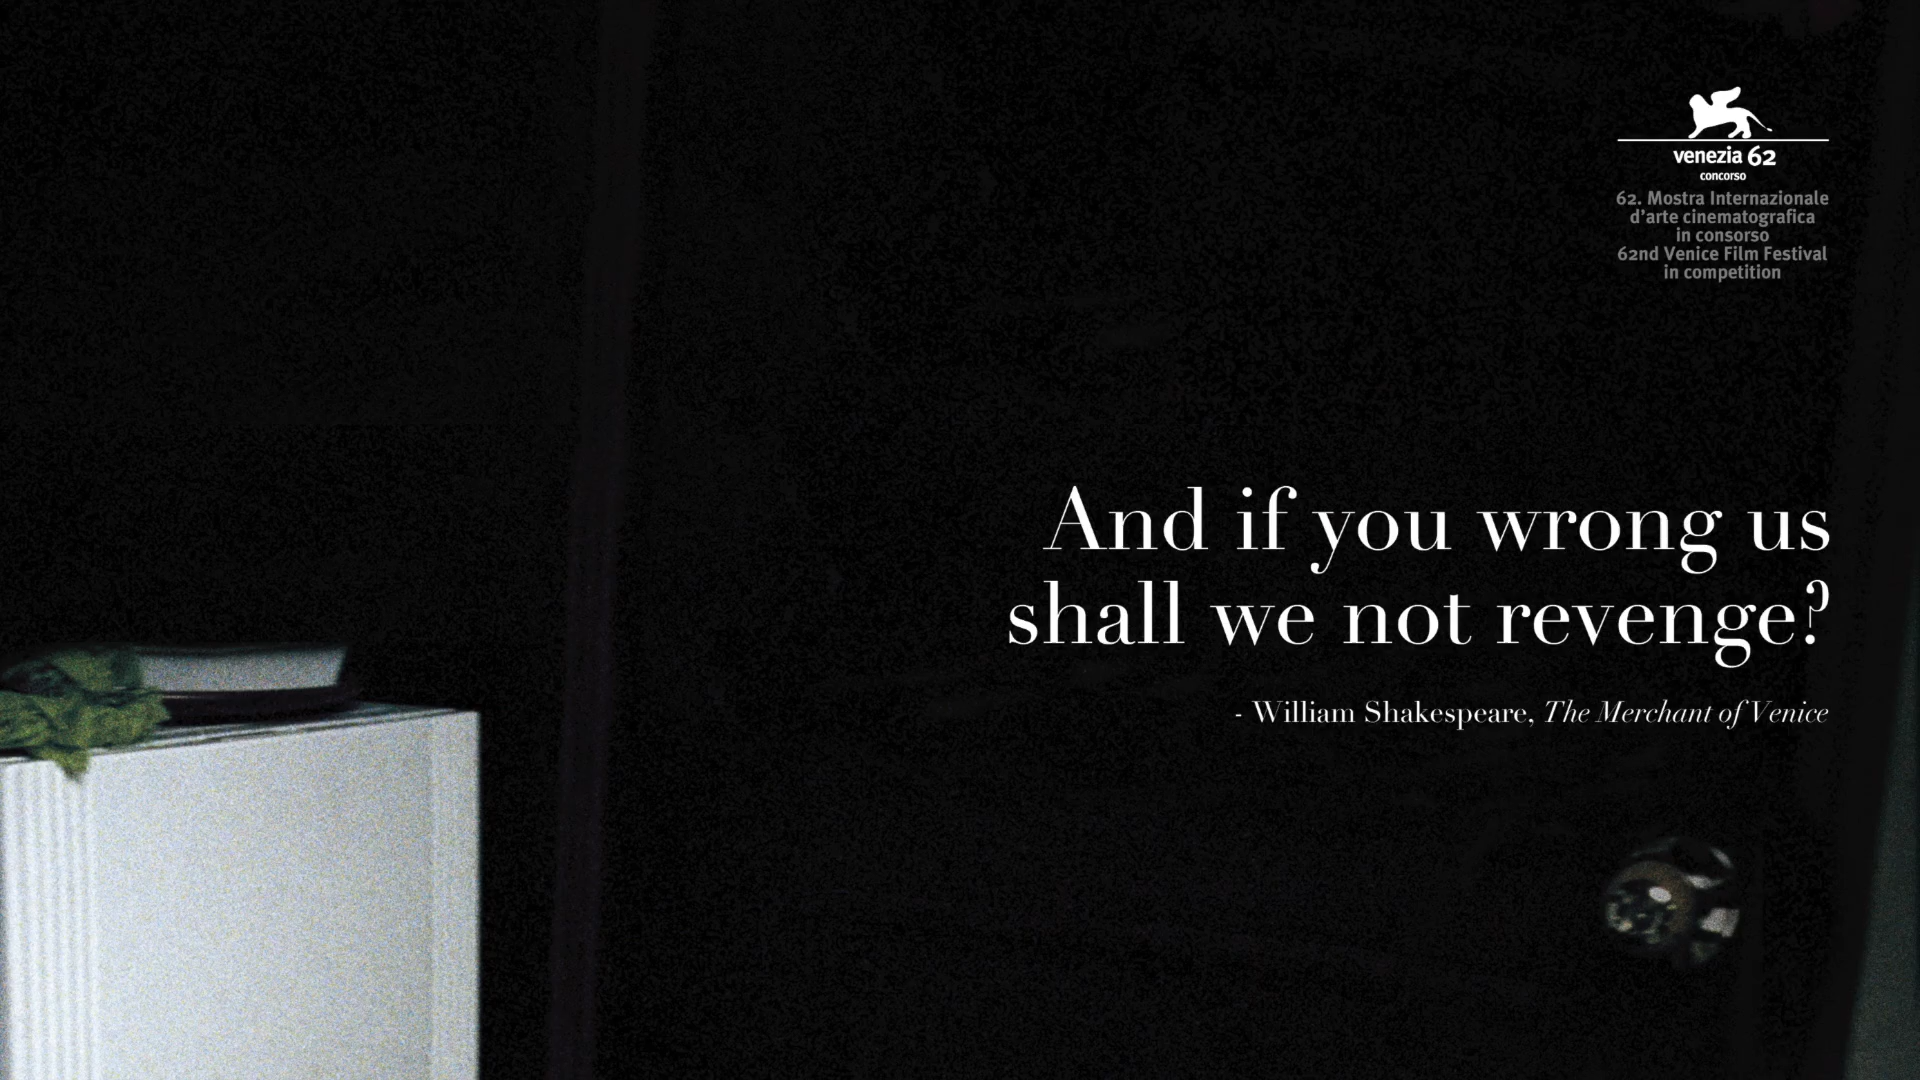 venezia 62
concorso
62. Mostra Internazionale
d'arte cinematografica
in consorso
62nd Venice Film Festival
in competition
And if you wrong us
shall we not revenge?
- William Shakespeare, The Merchant of Venice